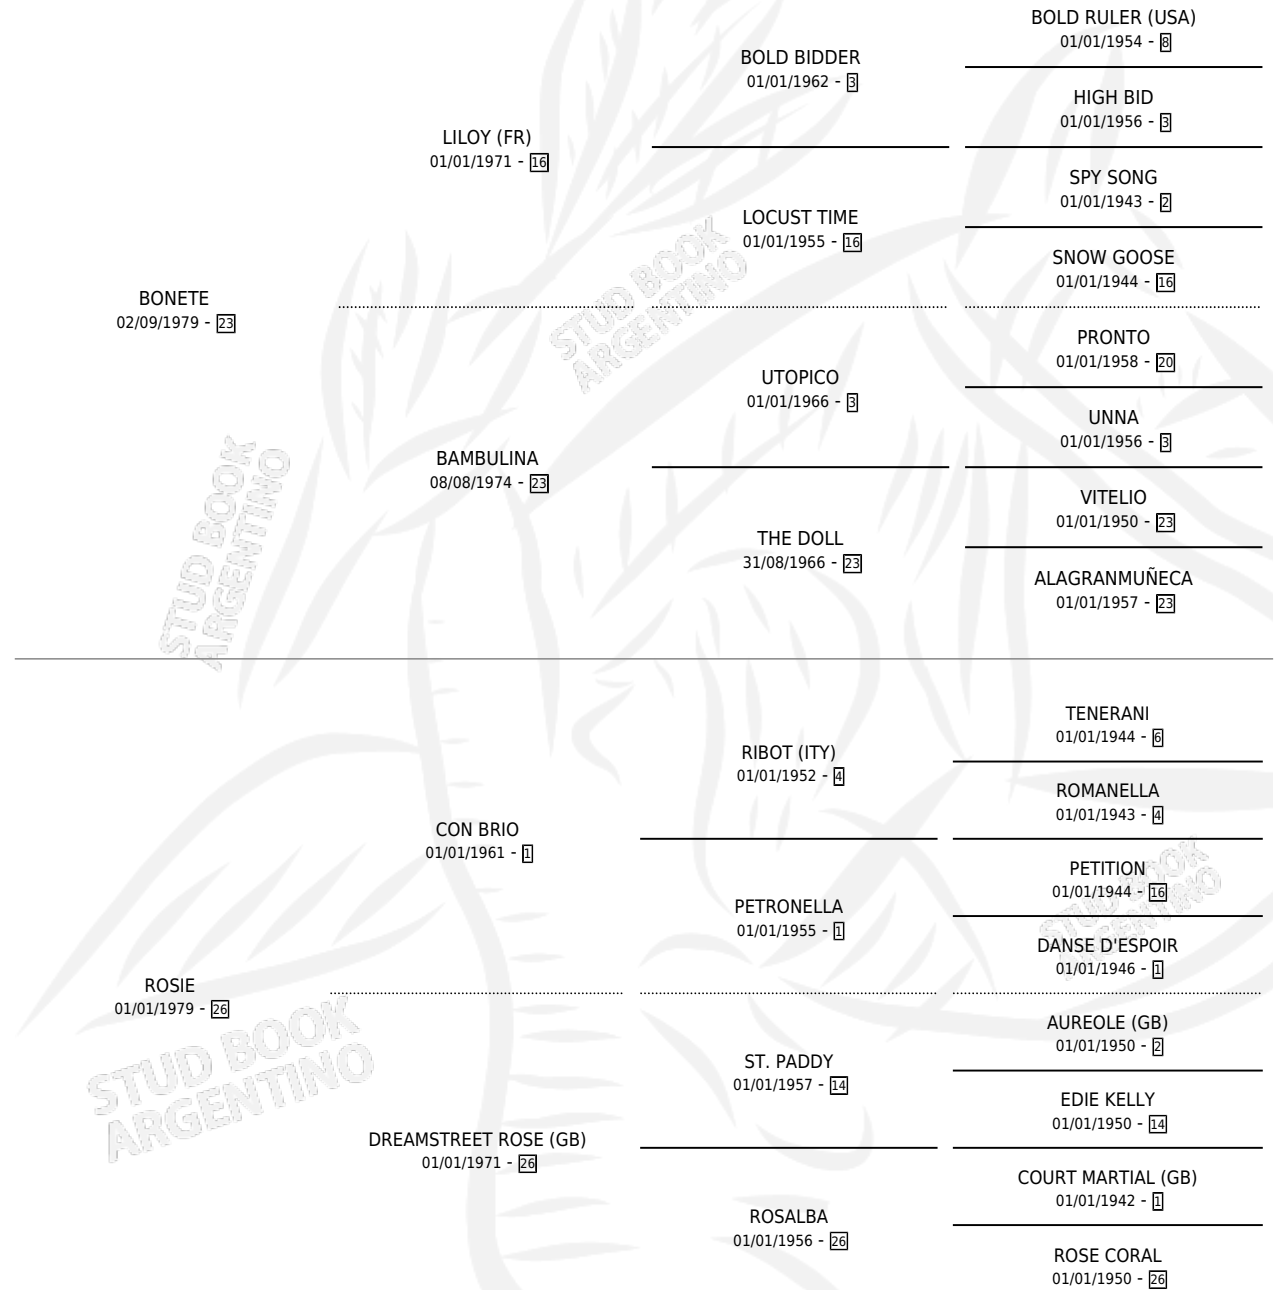 BOLD RULER (USA)
01/01/1954 - 8
BOLD BIDDER
01/01/1962 - 3
HIGH BID
01/01/1956 - 3
LILOY (FR)
01/01/1971 - 16
SPY SONG
01/01/1943 - 2
LOCUST TIME
01/01/1955 - 16
SNOW GOOSE
01/01/1944 - 16
BONETE
02/09/1979 - 23
PRONTO
01/01/1958 - 20
UTOPICO
01/01/1966 - 3
UNNA
01/01/1956 - 3
BAMBULINA
08/08/1974 - 23
VITELIO
01/01/1950 - 23
THE DOLL
31/08/1966 - 23
ALAGRANMUÑECA
01/01/1957 - 23
STUD BOOK
ARGENTINO
STUD BOOK
ARGENTINO
TENERANI
01/01/1944 - 6
RIBOT (ITY)
01/01/1952 - 4
ROMANELLA
01/01/1943 - 4
CON BRIO
01/01/1961 - 1
PETITION
01/01/1944 - 16
PETRONELLA
01/01/1955 - 1
DANSE D'ESPOIR
01/01/1946 - 1
ROSIE
01/01/1979 - 26
AUREOLE (GB)
01/01/1950 - 2
ST. PADDY
01/01/1957 - 14
EDIE KELLY
01/01/1950 - 14
DREAMSTREET ROSE (GB)
01/01/1971 - 26
COURT MARTIAL (GB)
01/01/1942 - 1
ROSALBA
01/01/1956 - 26
ROSE CORAL
01/01/1950 - 26
STUD BOOK
ARGENTINO
STUD BOOK
ARGENTINO